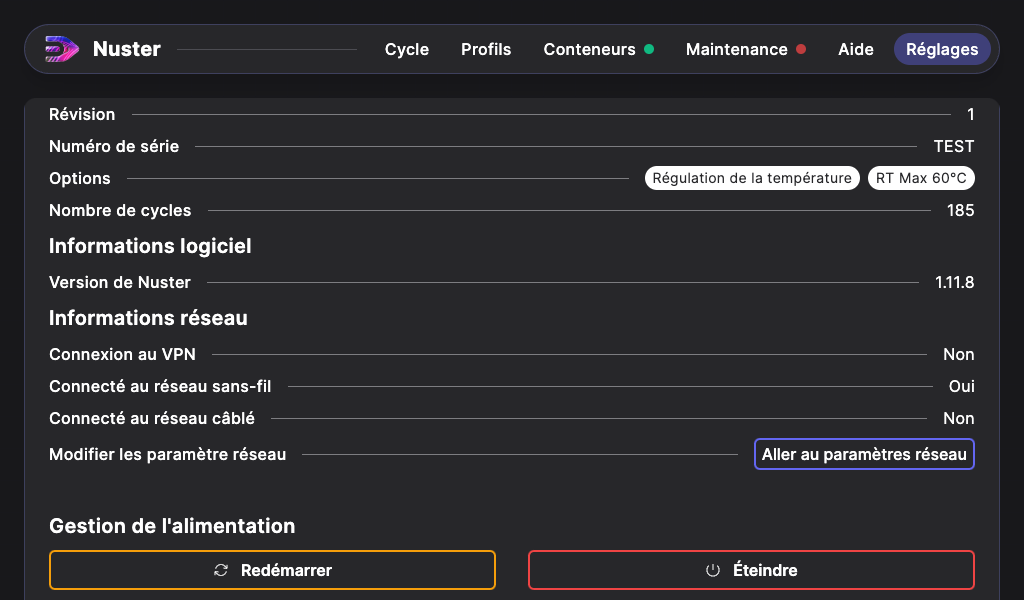 Nuster Cycle Profils Conteneurs Maintenance Aide Réglages
Révision 1
Numéro de série TEST
Options Régulation de la température RT Max 60°C
Nombre de cycles 185
Informations logiciel
Version de Nuster 1.11.8
Informations réseau
Connexion au VPN Non
Connecté au réseau sans-fil Oui
Connecté au réseau câblé Non
Modifier les paramètre réseau Aller au paramètres réseau
Gestion de l'alimentation
Redémarrer Éteindre